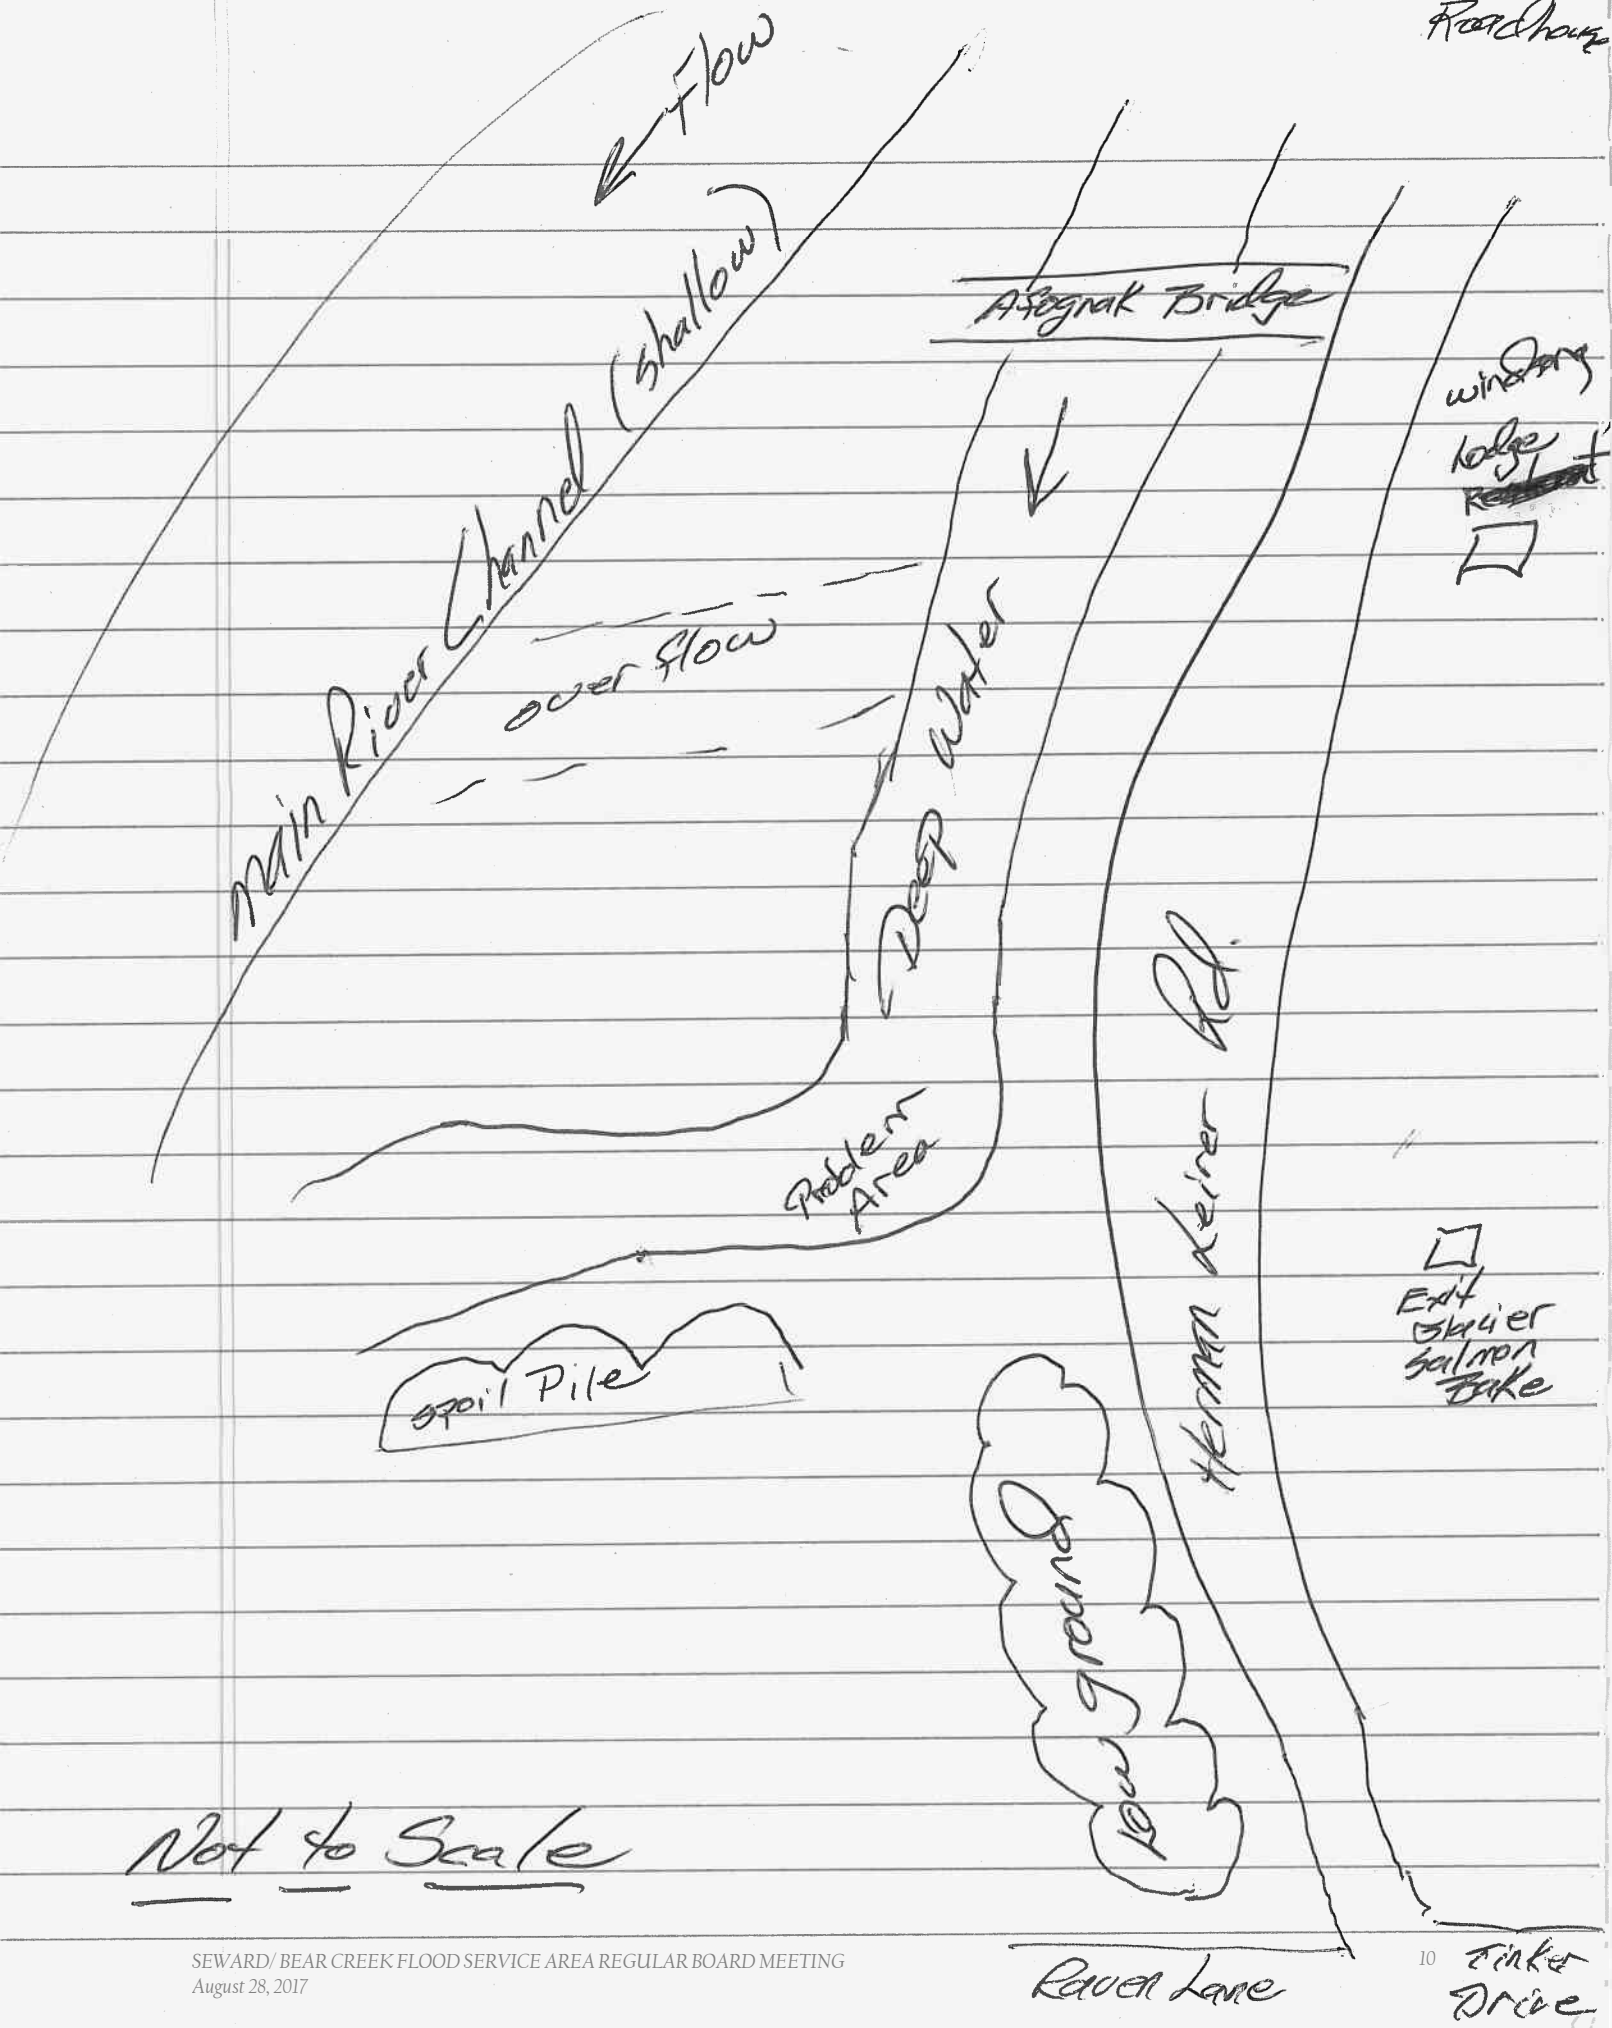 Roadhouse
Flow
Main River Channel (shallow)
Afognak Bridge
windsong
Lodge
over flow
Deep Water
Problem
Area
Herman Leirer Rd.
Exit
Glacier
Salmon
Bake
Spoil Pile
Low ground
Not to Scale
SEWARD/ BEAR CREEK FLOOD SERVICE AREA REGULAR BOARD MEETING
August 28, 2017
10
Raven Lane
Tinker
Drive